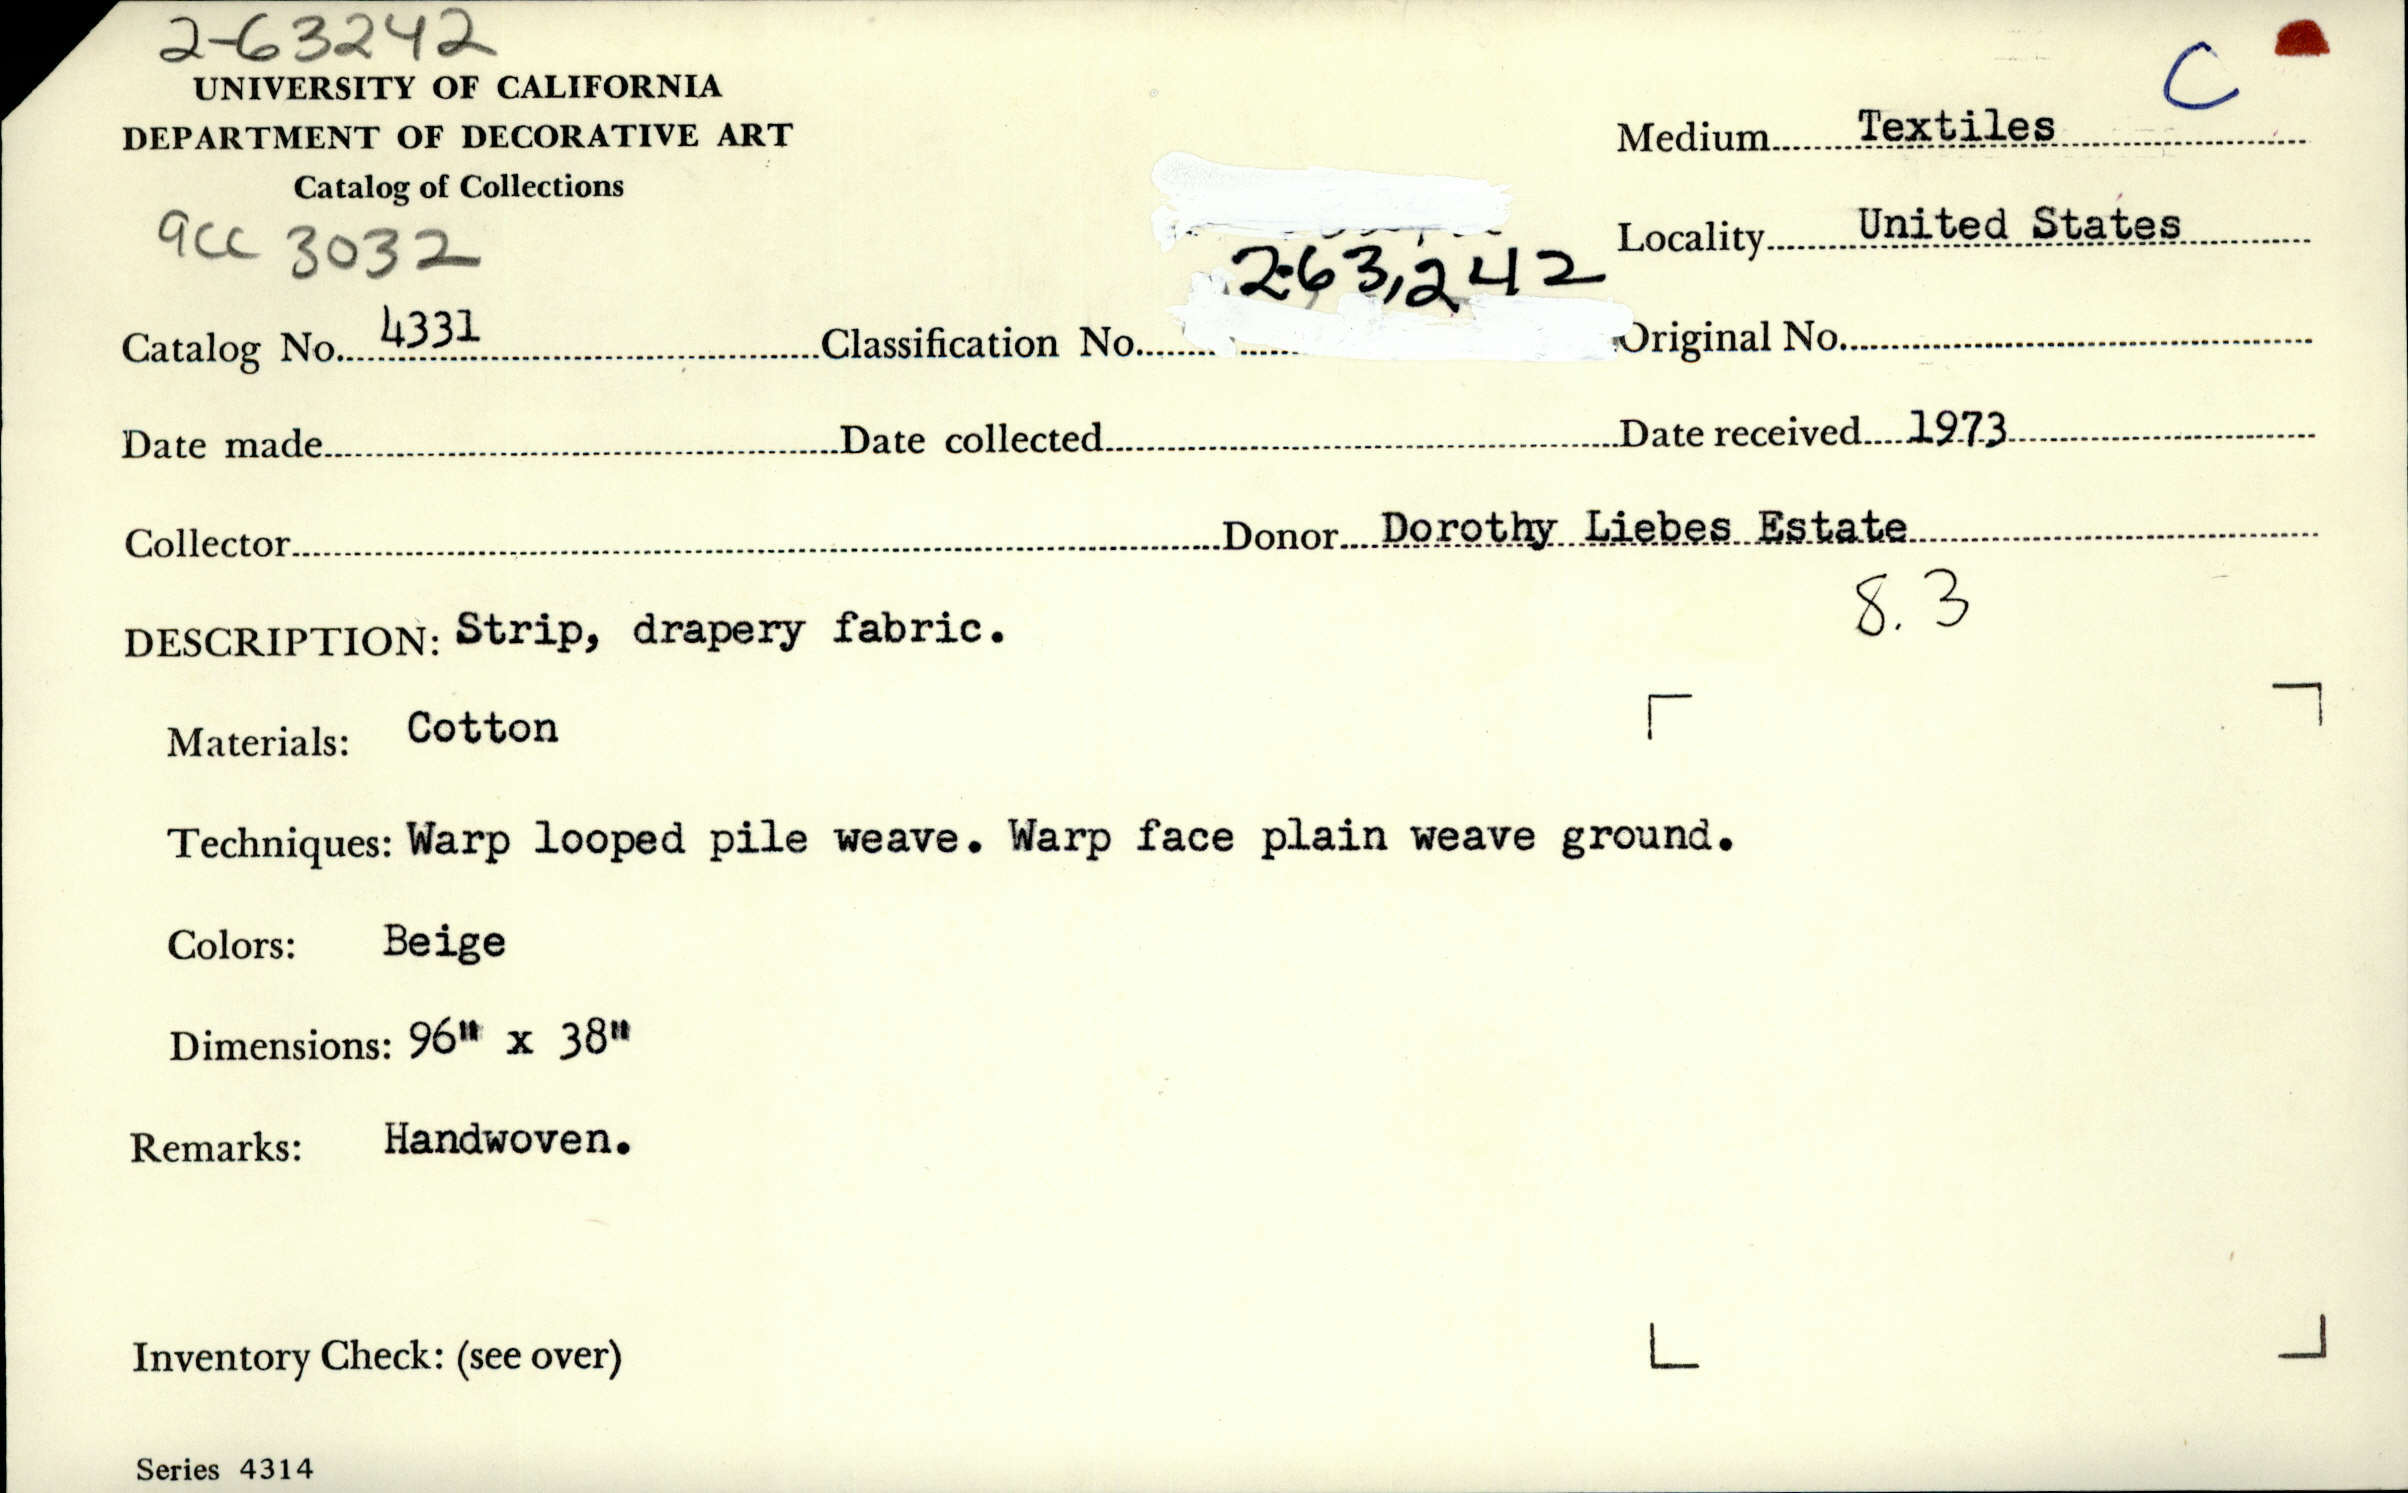 2-63242
UNIVERSITY OF CALIFORNIA
DEPARTMENT OF DECORATIVE ART
Catalog of Collections
acc 3032
C
Medium Textiles
Locality United States
2-63,242
Catalog No. 4331 Classification No. Original No.
Date made Date collected Date received 1973
Collector Donor Dorothy Liebes Estate
8.3
DESCRIPTION: Strip, drapery fabric.
Materials: Cotton
Techniques: Warp looped pile weave. Warp face plain weave ground.
Colors: Beige
Dimensions: 96" x 38"
Remarks: Handwoven.
Inventory Check: (see over)
Series 4314